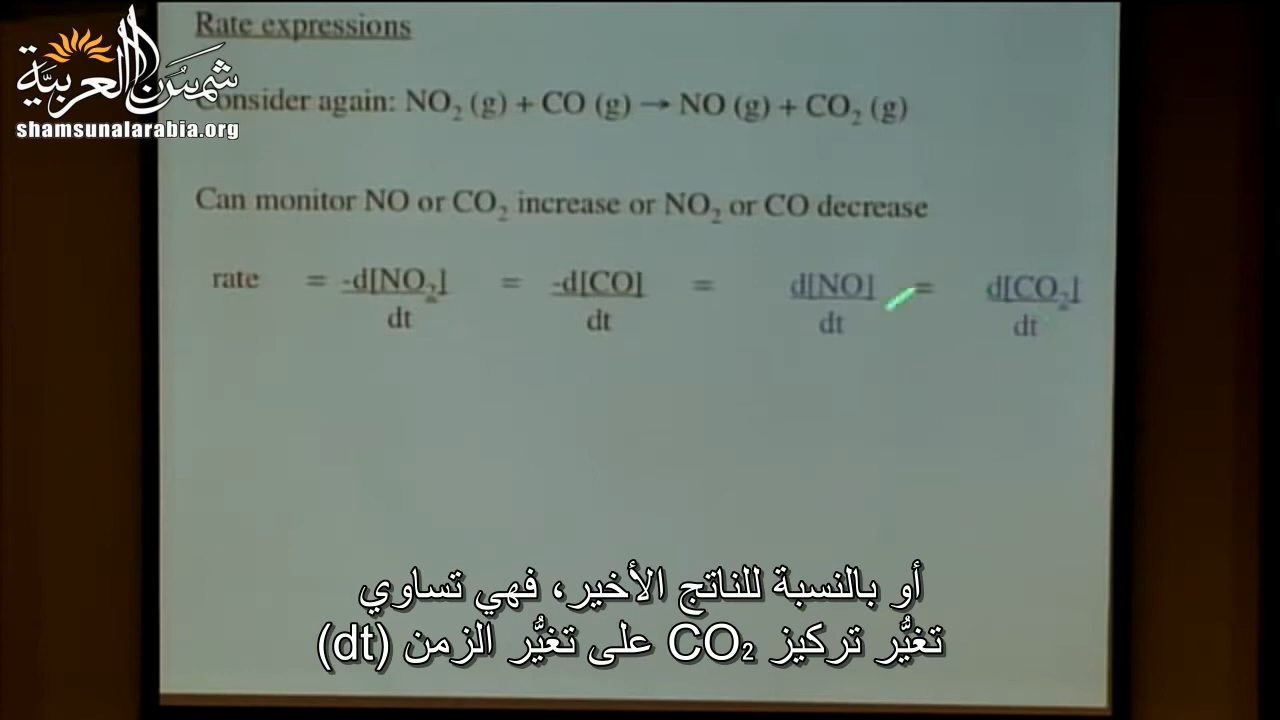 Rate expressions
شمس العربية
shamsunalarabia.org
Consider again: NO₂ (g) + CO (g) → NO (g) + CO₂ (g)
Can monitor NO or CO₂ increase or NO₂ or CO decrease
rate = -d[NO₂] = -d[CO] = d[NO] = d[CO₂]
dt dt dt dt
أو بالنسبة للناتج الأخير، فهي تساوي
تغيُّر تركيز CO₂ على تغيُّر الزمن (dt)